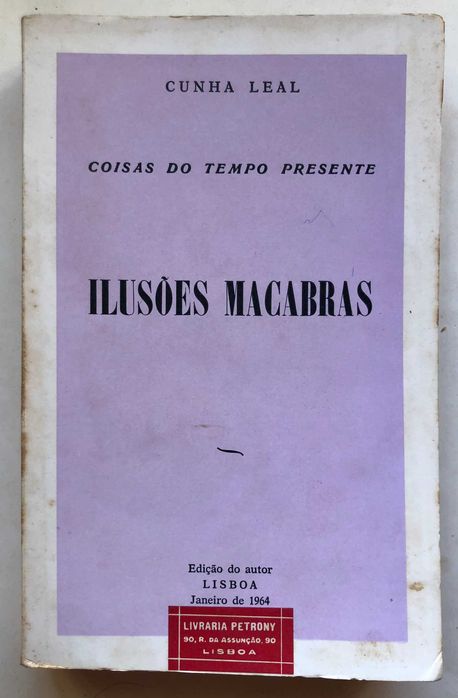 CUNHA LEAL
COISAS DO TEMPO PRESENTE
ILUSÕES MACABRAS
Edição do autor
LISBOA
Janeiro de 1964
LIVRARIA PETRONY
90, R. DA ASSUNÇÃO, 90
LISBOA